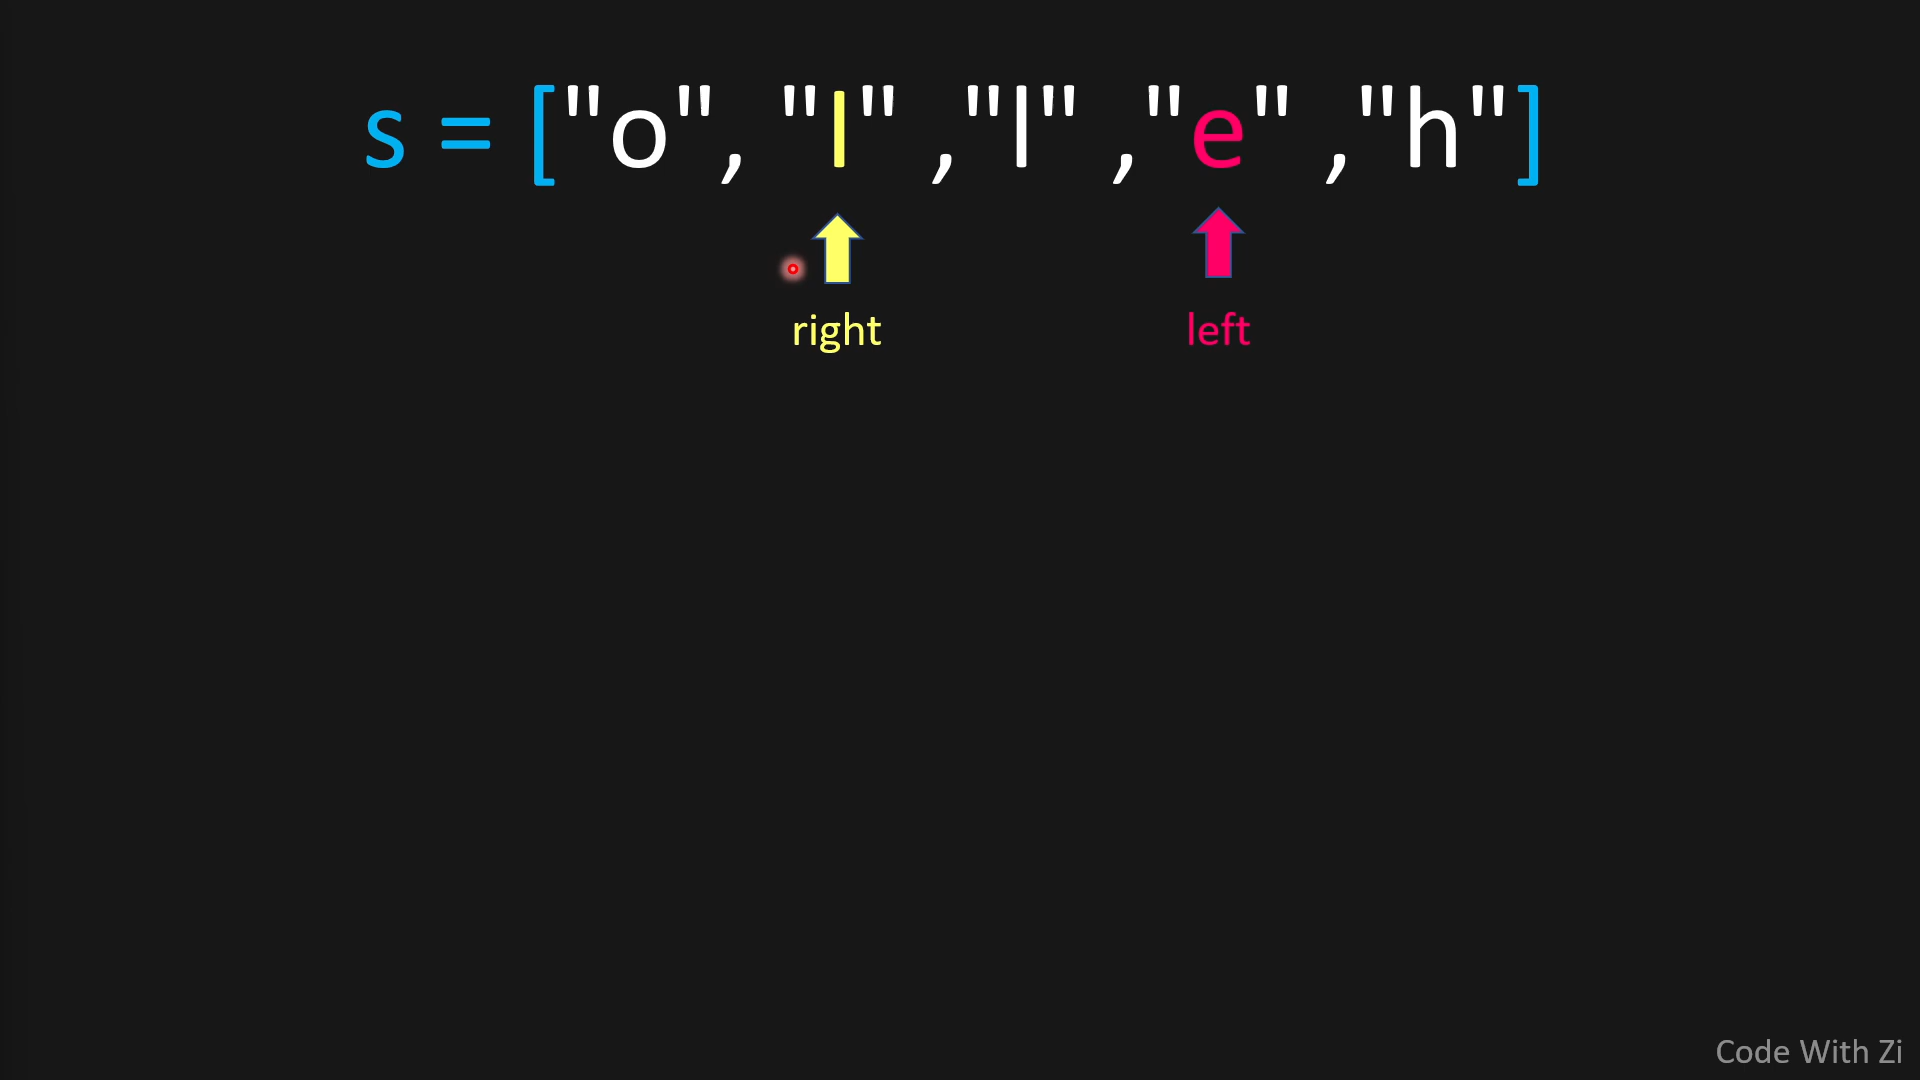 s = ["o", "l" ,"l" ,"e" ,"h"]
right left
Code With Zi